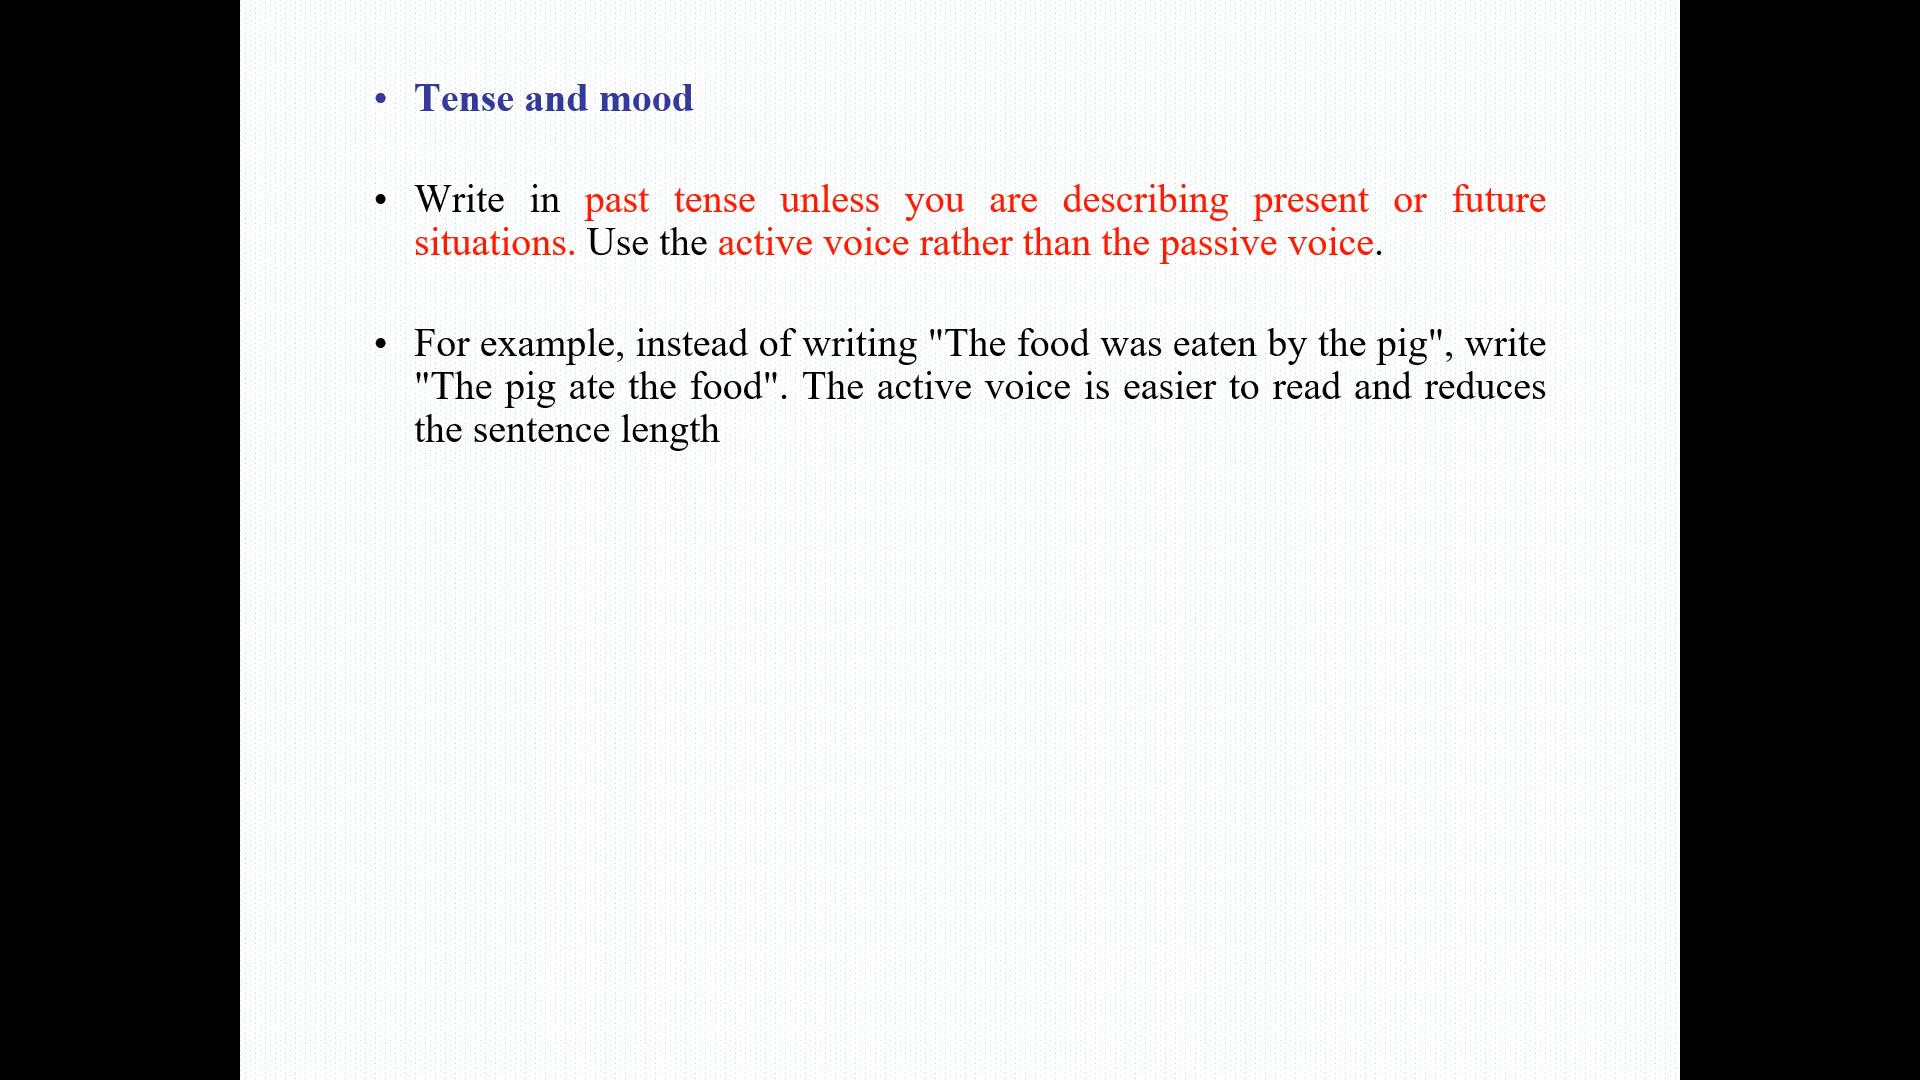 • Tense and mood
• Write in past tense unless you are describing present or future
situations. Use the active voice rather than the passive voice.
• For example, instead of writing "The food was eaten by the pig", write
"The pig ate the food". The active voice is easier to read and reduces
the sentence length